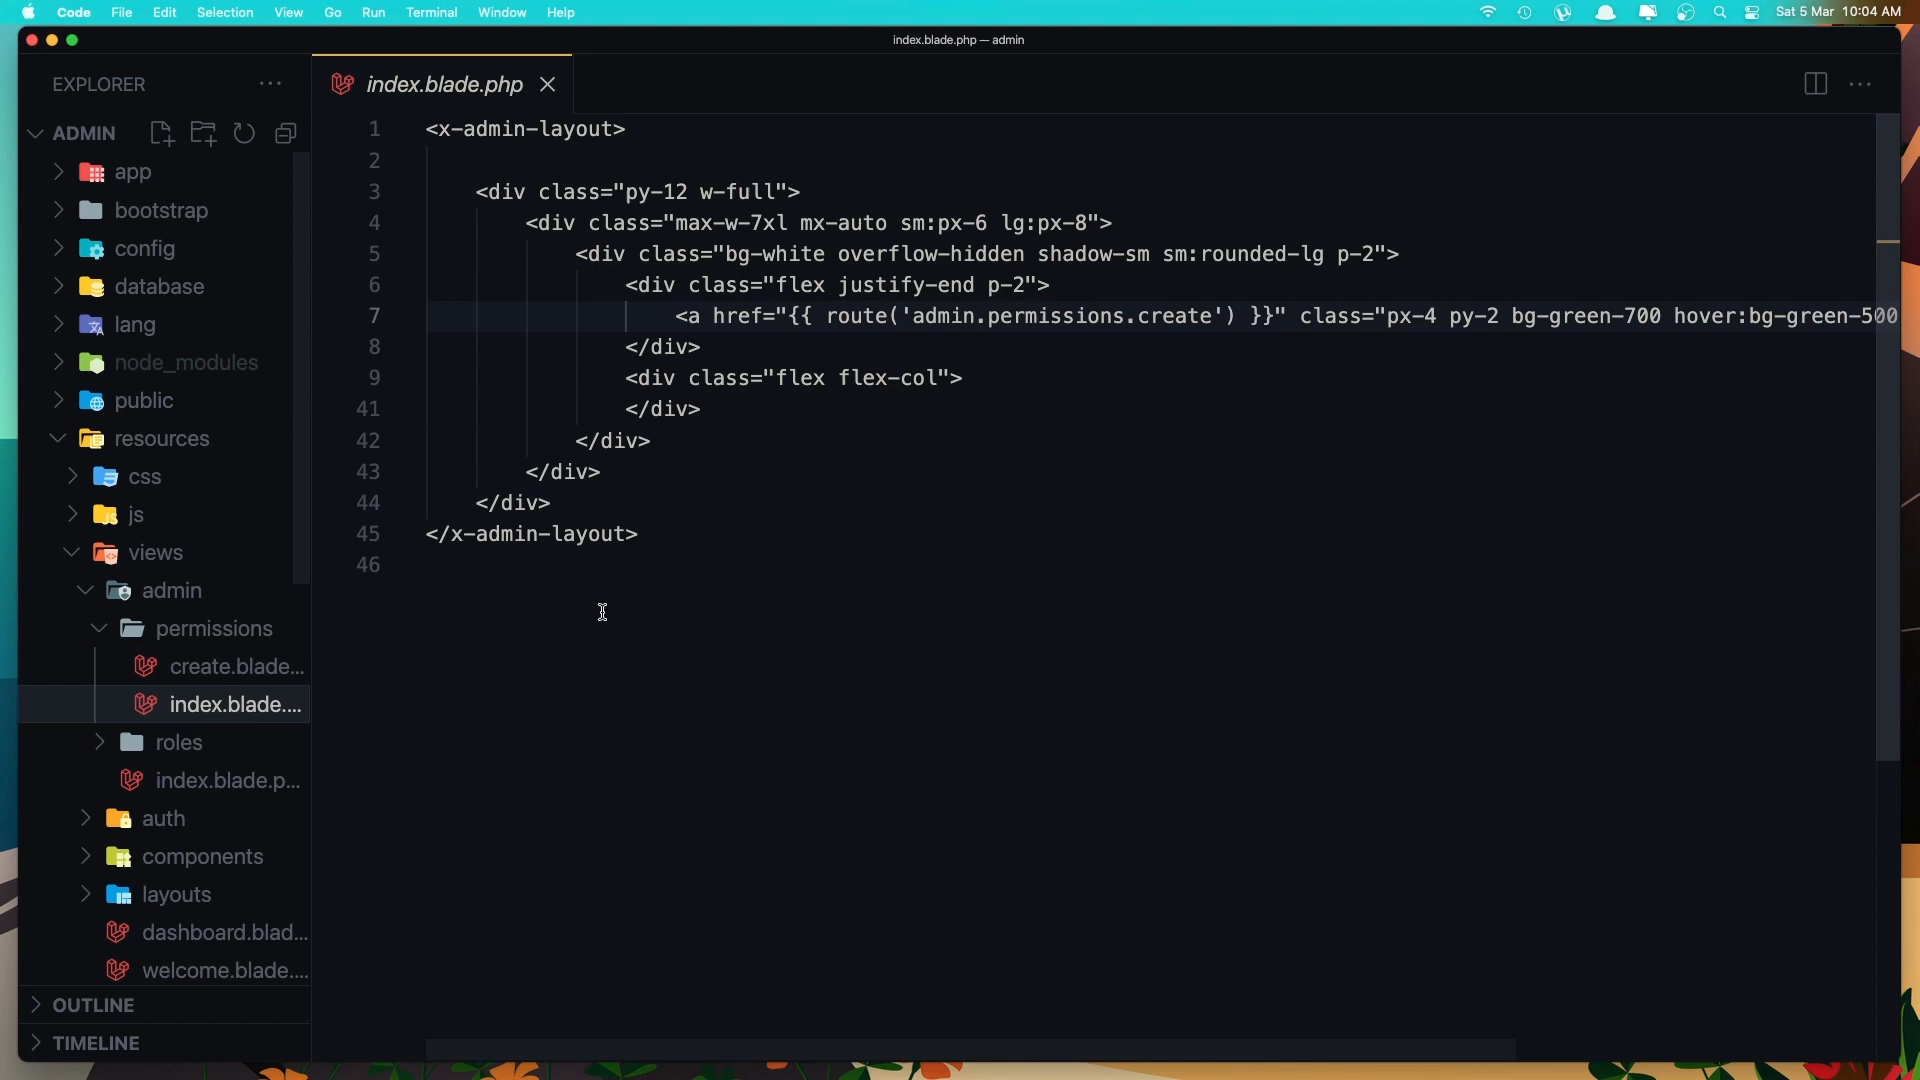 Code File Edit Selection View Go Run Terminal Window Help
Sat 5 Mar 10:04 AM
index.blade.php — admin
EXPLORER
index.blade.php
ADMIN
app
bootstrap
config
database
lang
node_modules
public
resources
css
js
JS
views
admin
permissions
create.blade...
index.blade....
roles
index.blade.p...
auth
components
layouts
dashboard.blad...
welcome.blade....
OUTLINE
TIMELINE
1 <x-admin-layout>
2
3 <div class="py-12 w-full">
4 <div class="max-w-7xl mx-auto sm:px-6 lg:px-8">
5 <div class="bg-white overflow-hidden shadow-sm sm:rounded-lg p-2">
6 <div class="flex justify-end p-2">
7 <a href="{{ route('admin.permissions.create') }}" class="px-4 py-2 bg-green-700 hover:bg-green-500
8 </div>
9 <div class="flex flex-col">
41 </div>
42 </div>
43 </div>
44 </div>
45 </x-admin-layout>
46